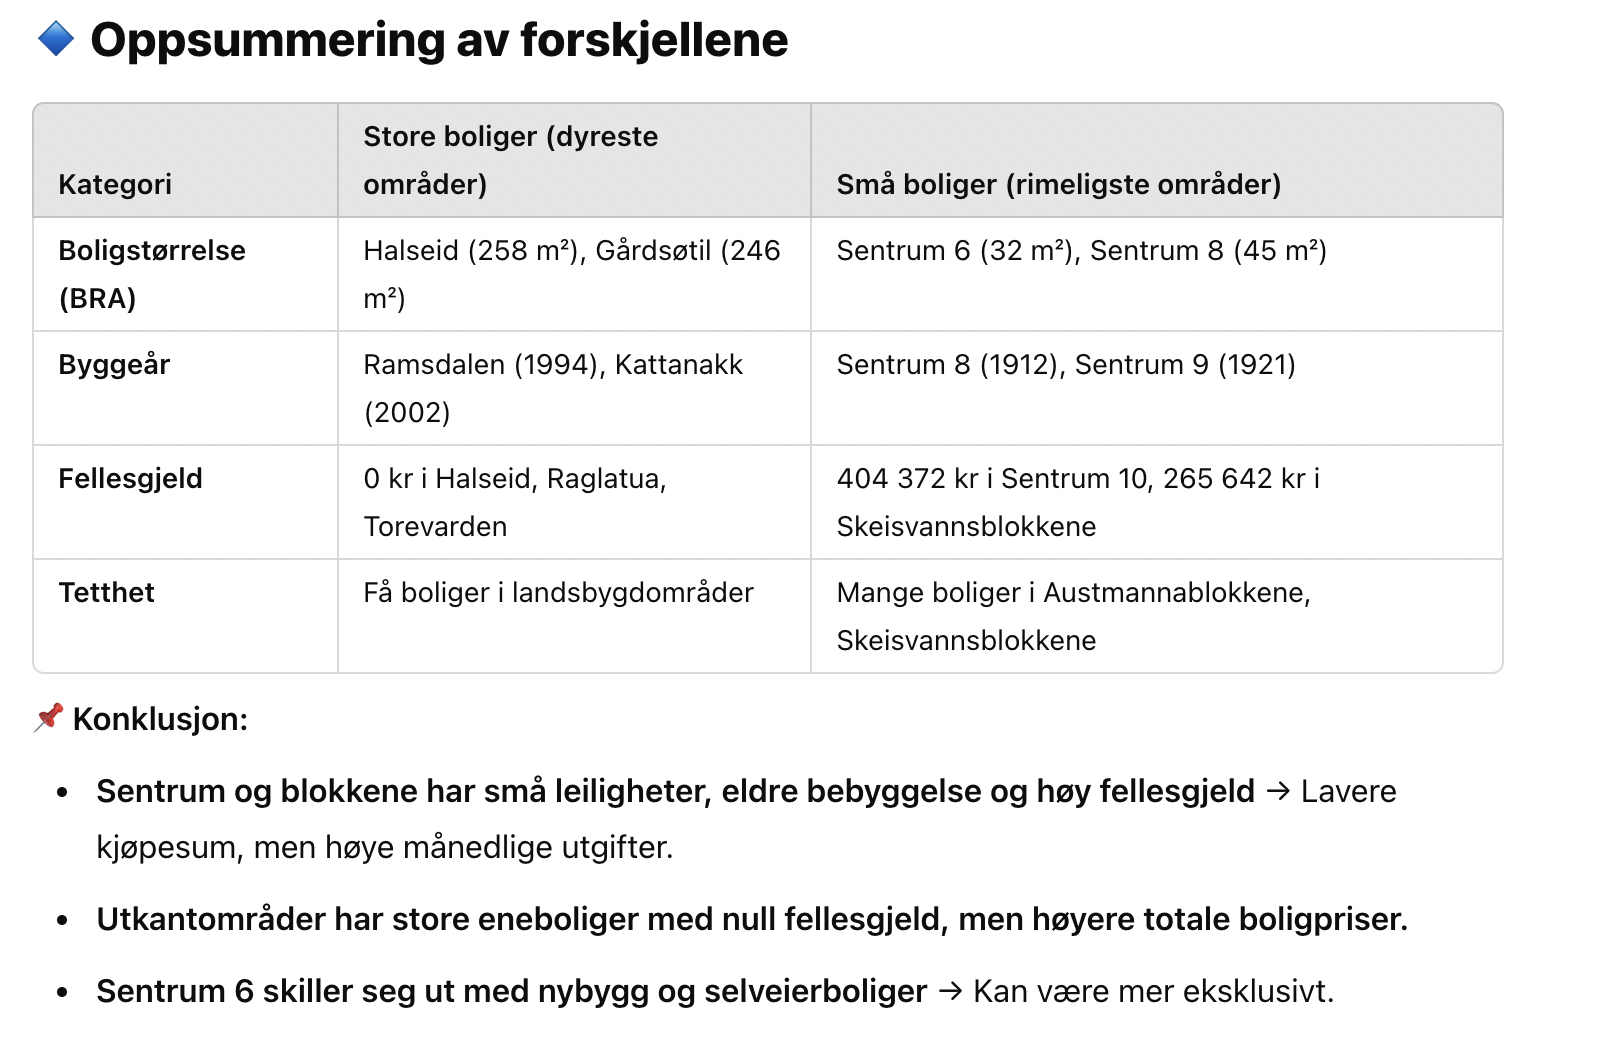 Oppsummering av forskjellene
Kategori
Store boliger (dyreste
områder)
Små boliger (rimeligste områder)
Boligstørrelse
(BRA)
Halseid (258 m²), Gårdsøtil (246
m²)
Sentrum 6 (32 m²), Sentrum 8 (45 m²)
Byggeår
Ramsdalen (1994), Kattanakk
(2002)
Sentrum 8 (1912), Sentrum 9 (1921)
Fellesgjeld
0 kr i Halseid, Raglatua,
Torevarden
404 372 kr i Sentrum 10, 265 642 kr i
Skeisvannsblokkene
Tetthet
Få boliger i landsbygdområder
Mange boliger i Austmannablokkene,
Skeisvannsblokkene
Konklusjon:
• Sentrum og blokkene har små leiligheter, eldre bebyggelse og høy fellesgjeld → Lavere
kjøpesum, men høye månedlige utgifter.
• Utkantområder har store eneboliger med null fellesgjeld, men høyere totale boligpriser.
• Sentrum 6 skiller seg ut med nybygg og selveierboliger → Kan være mer eksklusivt.